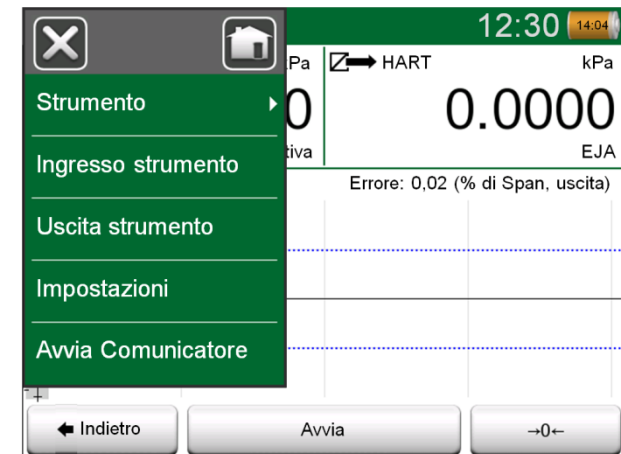 12:30 14:04
Pa HART kPa
Strumento
0 0.0000
tiva EJA
Ingresso strumento
Errore: 0,02 (% di Span, uscita)
Uscita strumento
Impostazioni
Avvia Comunicatore
Indietro Avvia →0←